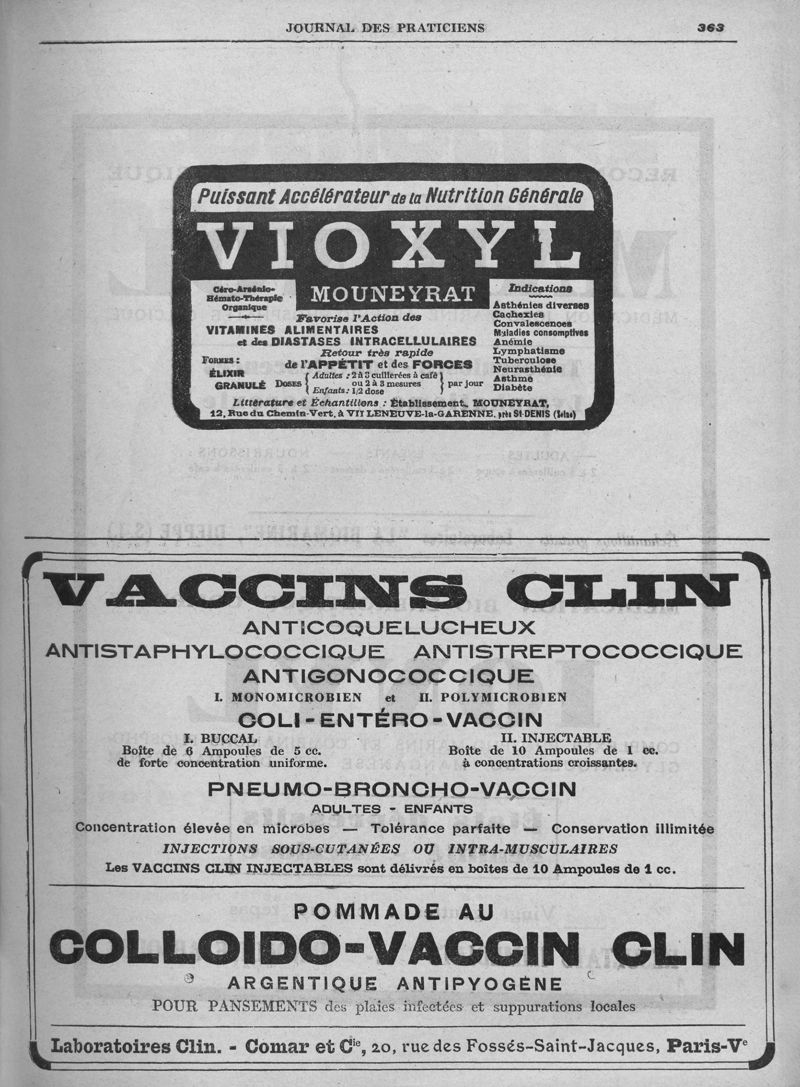 JOURNAL DES PRATICIENS 363
Puissant Accélérateur de la Nutrition Générale
VIOXYL
MOUNEYRAT
Céro-Arsénio-
Hémato-Thérapie
Organique
Favorise l'Action des
VITAMINES ALIMENTAIRES
et des DIASTASES INTRACELLULAIRES
Retour très rapide
de l'APPÉTIT et des FORCES
FORMES :
ÉLIXIR
GRANULÉ
DOSES
Adultes : 2 à 3 cuillerées à café
ou 2 à 3 mesures
Enfants : 1/2 dose
par jour
Indications
Asthénies diverses
Cachexies
Convalescences
Maladies consomptives
Anémie
Lymphatisme
Tuberculose
Neurasthénie
Asthme
Diabète
Littérature et Échantillons : Établissements MOUNEYRAT,
12, Rue du Chemin-Vert, à VILLENEUVE-la-GARENNE, près St-DENIS (Seine)
VACCINS CLIN
ANTICOQUELUCHEUX
ANTISTAPHYLOCOCCIQUE ANTISTREPTOCOCCIQUE
ANTIGONOCOCCIQUE
I. MONOMICROBIEN et II. POLYMICROBIEN
COLI-ENTÉRO-VACCIN
I. BUCCAL
Boîte de 6 Ampoules de 5 cc.
de forte concentration uniforme.
II. INJECTABLE
Boîte de 10 Ampoules de 1 cc.
à concentrations croissantes.
PNEUMO-BRONCHO-VACCIN
ADULTES - ENFANTS
Concentration élevée en microbes — Tolérance parfaite — Conservation illimitée
INJECTIONS SOUS-CUTANÉES OU INTRA-MUSCULAIRES
Les VACCINS CLIN INJECTABLES sont délivrés en boîtes de 10 Ampoules de 1 cc.
POMMADE AU
COLLOIDO-VACCIN CLIN
ARGENTIQUE ANTIPYOGÈNE
POUR PANSEMENTS des plaies infectées et suppurations locales
Laboratoires Clin. - Comar et Cie, 20, rue des Fossés-Saint-Jacques, Paris-Ve